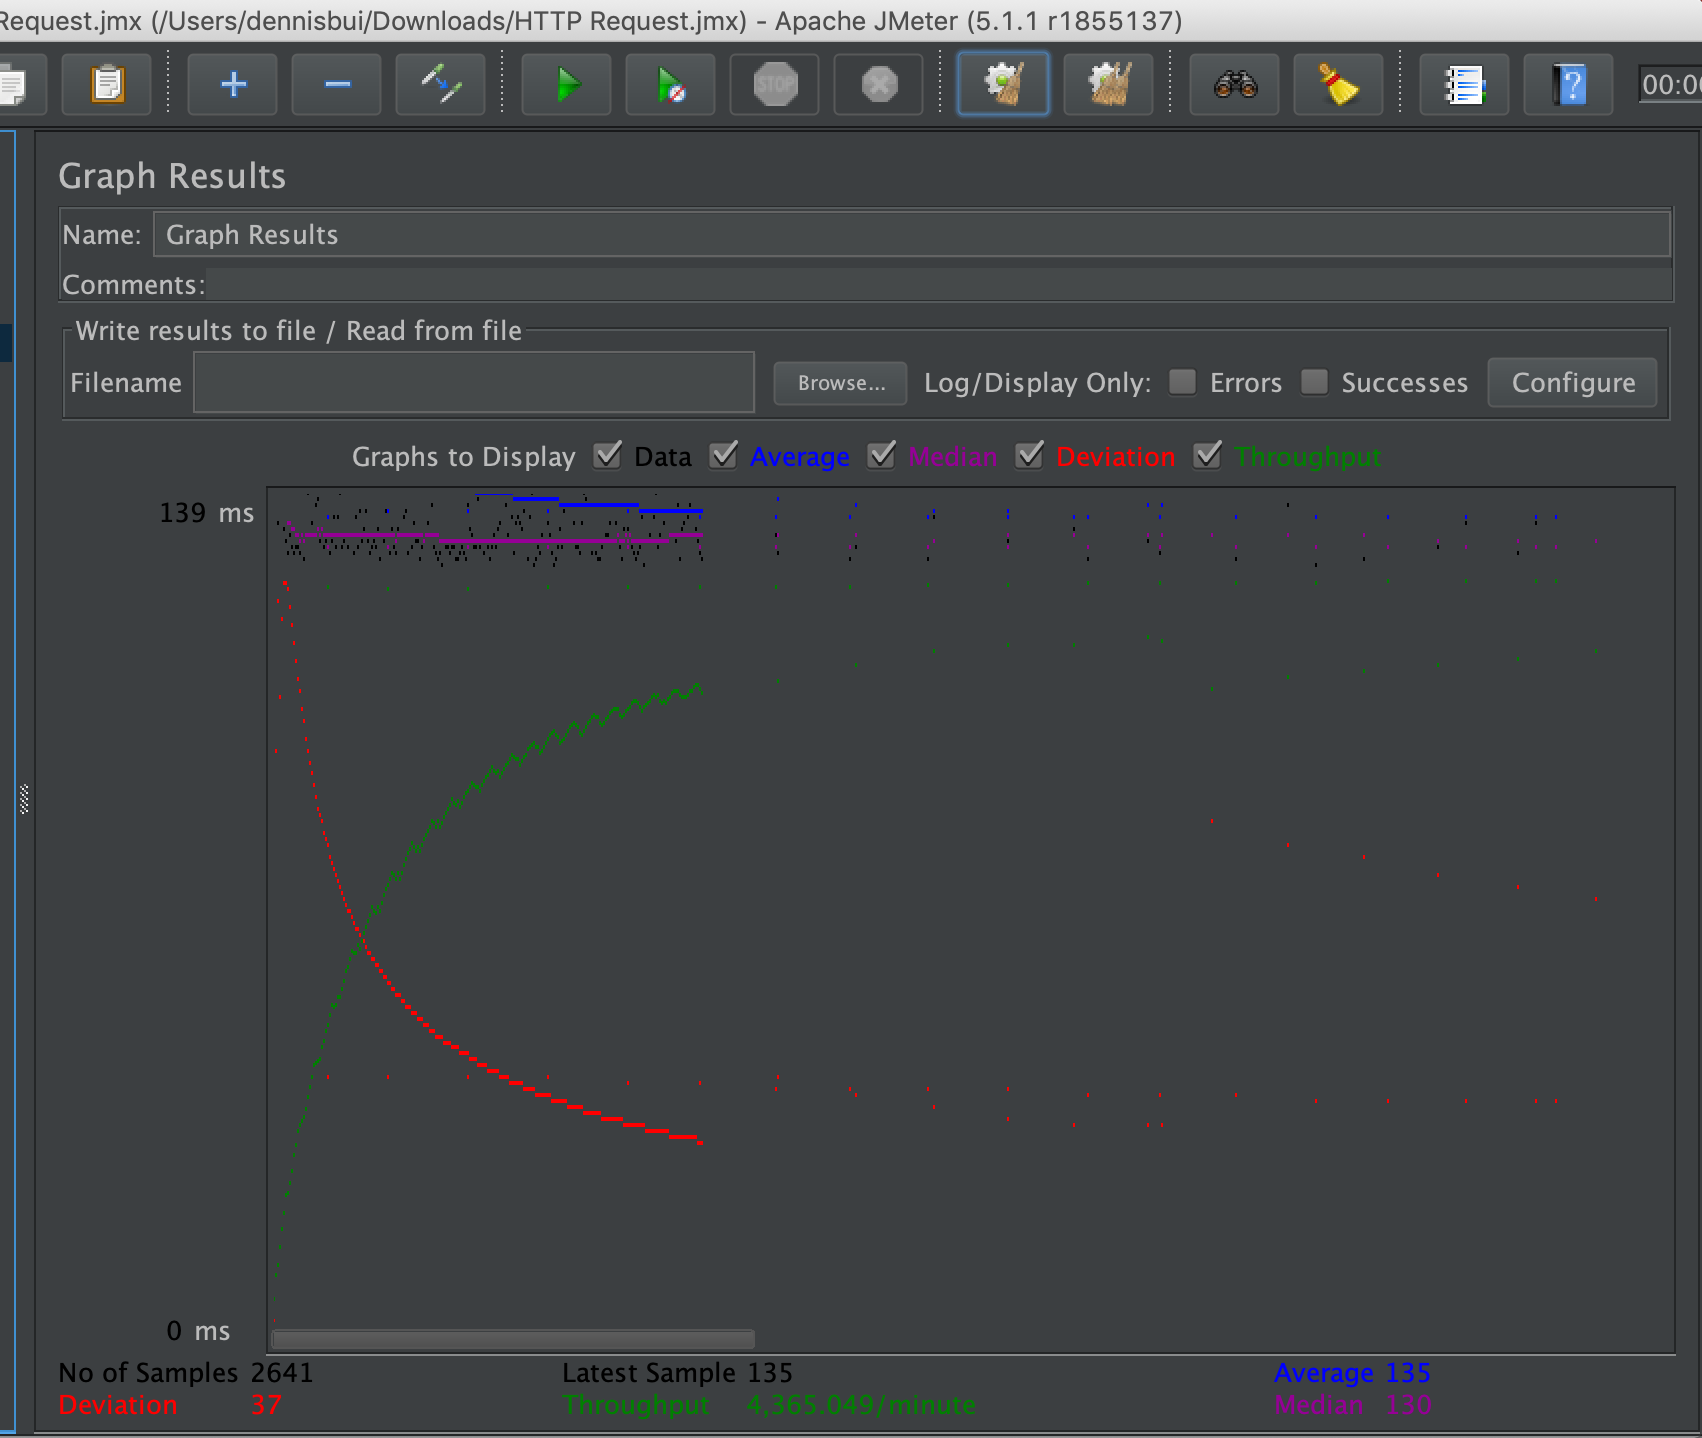 Request.jmx (/Users/dennisbui/Downloads/HTTP Request.jmx) - Apache JMeter (5.1.1 r1855137)
STOP ? 00:00
Graph Results
Name: Graph Results
Comments:
Write results to file / Read from file
Filename Browse... Log/Display Only: Errors Successes Configure
Graphs to Display Data Average Median Deviation Throughput
139 ms
0 ms
No of Samples 2641 Latest Sample 135 Average 135
Deviation 37 Throughput 4,365.049/minute Median 130